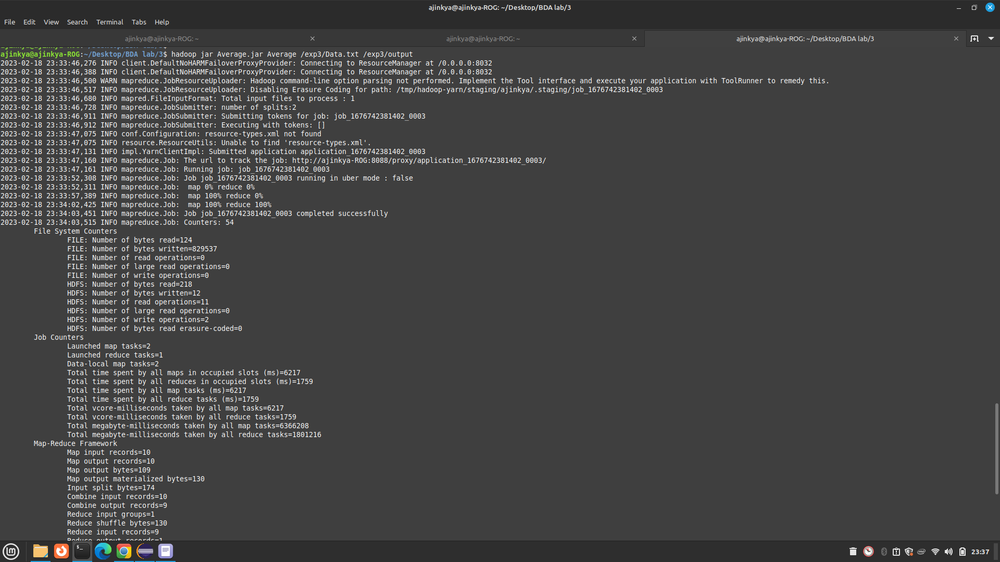 ajinkya@ajinkya-ROG: ~/Desktop/BDA lab/3
File Edit View Search Terminal Tabs Help
ajinkya@ajinkya-ROG: ~
ajinkya@ajinkya-ROG: ~
ajinkya@ajinkya-ROG: ~/Desktop/BDA lab/3
ajinkya@ajinkya-ROG:~/Desktop/BDA lab/3$ hadoop jar Average.jar Average /exp3/Data.txt /exp3/output
2023-02-18 23:33:46,276 INFO client.DefaultNoHARMFailoverProxyProvider: Connecting to ResourceManager at /0.0.0.0:8032
2023-02-18 23:33:46,388 INFO client.DefaultNoHARMFailoverProxyProvider: Connecting to ResourceManager at /0.0.0.0:8032
2023-02-18 23:33:46,500 WARN mapreduce.JobResourceUploader: Hadoop command-line option parsing not performed. Implement the Tool interface and execute your application with ToolRunner to remedy this.
2023-02-18 23:33:46,517 INFO mapreduce.JobResourceUploader: Disabling Erasure Coding for path: /tmp/hadoop-yarn/staging/ajinkya/.staging/job_1676742381402_0003
2023-02-18 23:33:46,680 INFO mapred.FileInputFormat: Total input files to process : 1
2023-02-18 23:33:46,728 INFO mapreduce.JobSubmitter: number of splits:2
2023-02-18 23:33:46,911 INFO mapreduce.JobSubmitter: Submitting tokens for job: job_1676742381402_0003
2023-02-18 23:33:46,912 INFO mapreduce.JobSubmitter: Executing with tokens: []
2023-02-18 23:33:47,075 INFO conf.Configuration: resource-types.xml not found
2023-02-18 23:33:47,075 INFO resource.ResourceUtils: Unable to find 'resource-types.xml'.
2023-02-18 23:33:47,131 INFO impl.YarnClientImpl: Submitted application application_1676742381402_0003
2023-02-18 23:33:47,160 INFO mapreduce.Job: The url to track the job: http://ajinkya-ROG:8088/proxy/application_1676742381402_0003/
2023-02-18 23:33:47,161 INFO mapreduce.Job: Running job: job_1676742381402_0003
2023-02-18 23:33:52,308 INFO mapreduce.Job: Job job_1676742381402_0003 running in uber mode : false
2023-02-18 23:33:52,311 INFO mapreduce.Job:  map 0% reduce 0%
2023-02-18 23:33:57,389 INFO mapreduce.Job:  map 100% reduce 0%
2023-02-18 23:34:02,425 INFO mapreduce.Job:  map 100% reduce 100%
2023-02-18 23:34:03,451 INFO mapreduce.Job: Job job_1676742381402_0003 completed successfully
2023-02-18 23:34:03,515 INFO mapreduce.Job: Counters: 54
File System Counters
FILE: Number of bytes read=124
FILE: Number of bytes written=829537
FILE: Number of read operations=0
FILE: Number of large read operations=0
FILE: Number of write operations=0
HDFS: Number of bytes read=218
HDFS: Number of bytes written=12
HDFS: Number of read operations=11
HDFS: Number of large read operations=0
HDFS: Number of write operations=2
HDFS: Number of bytes read erasure-coded=0
Job Counters
Launched map tasks=2
Launched reduce tasks=1
Data-local map tasks=2
Total time spent by all maps in occupied slots (ms)=6217
Total time spent by all reduces in occupied slots (ms)=1759
Total time spent by all map tasks (ms)=6217
Total time spent by all reduce tasks (ms)=1759
Total vcore-milliseconds taken by all map tasks=6217
Total vcore-milliseconds taken by all reduce tasks=1759
Total megabyte-milliseconds taken by all map tasks=6366208
Total megabyte-milliseconds taken by all reduce tasks=1801216
Map-Reduce Framework
Map input records=10
Map output records=10
Map output bytes=109
Map output materialized bytes=130
Input split bytes=174
Combine input records=10
Combine output records=9
Reduce input groups=1
Reduce shuffle bytes=130
Reduce input records=9
Reduce output records=1
23:37